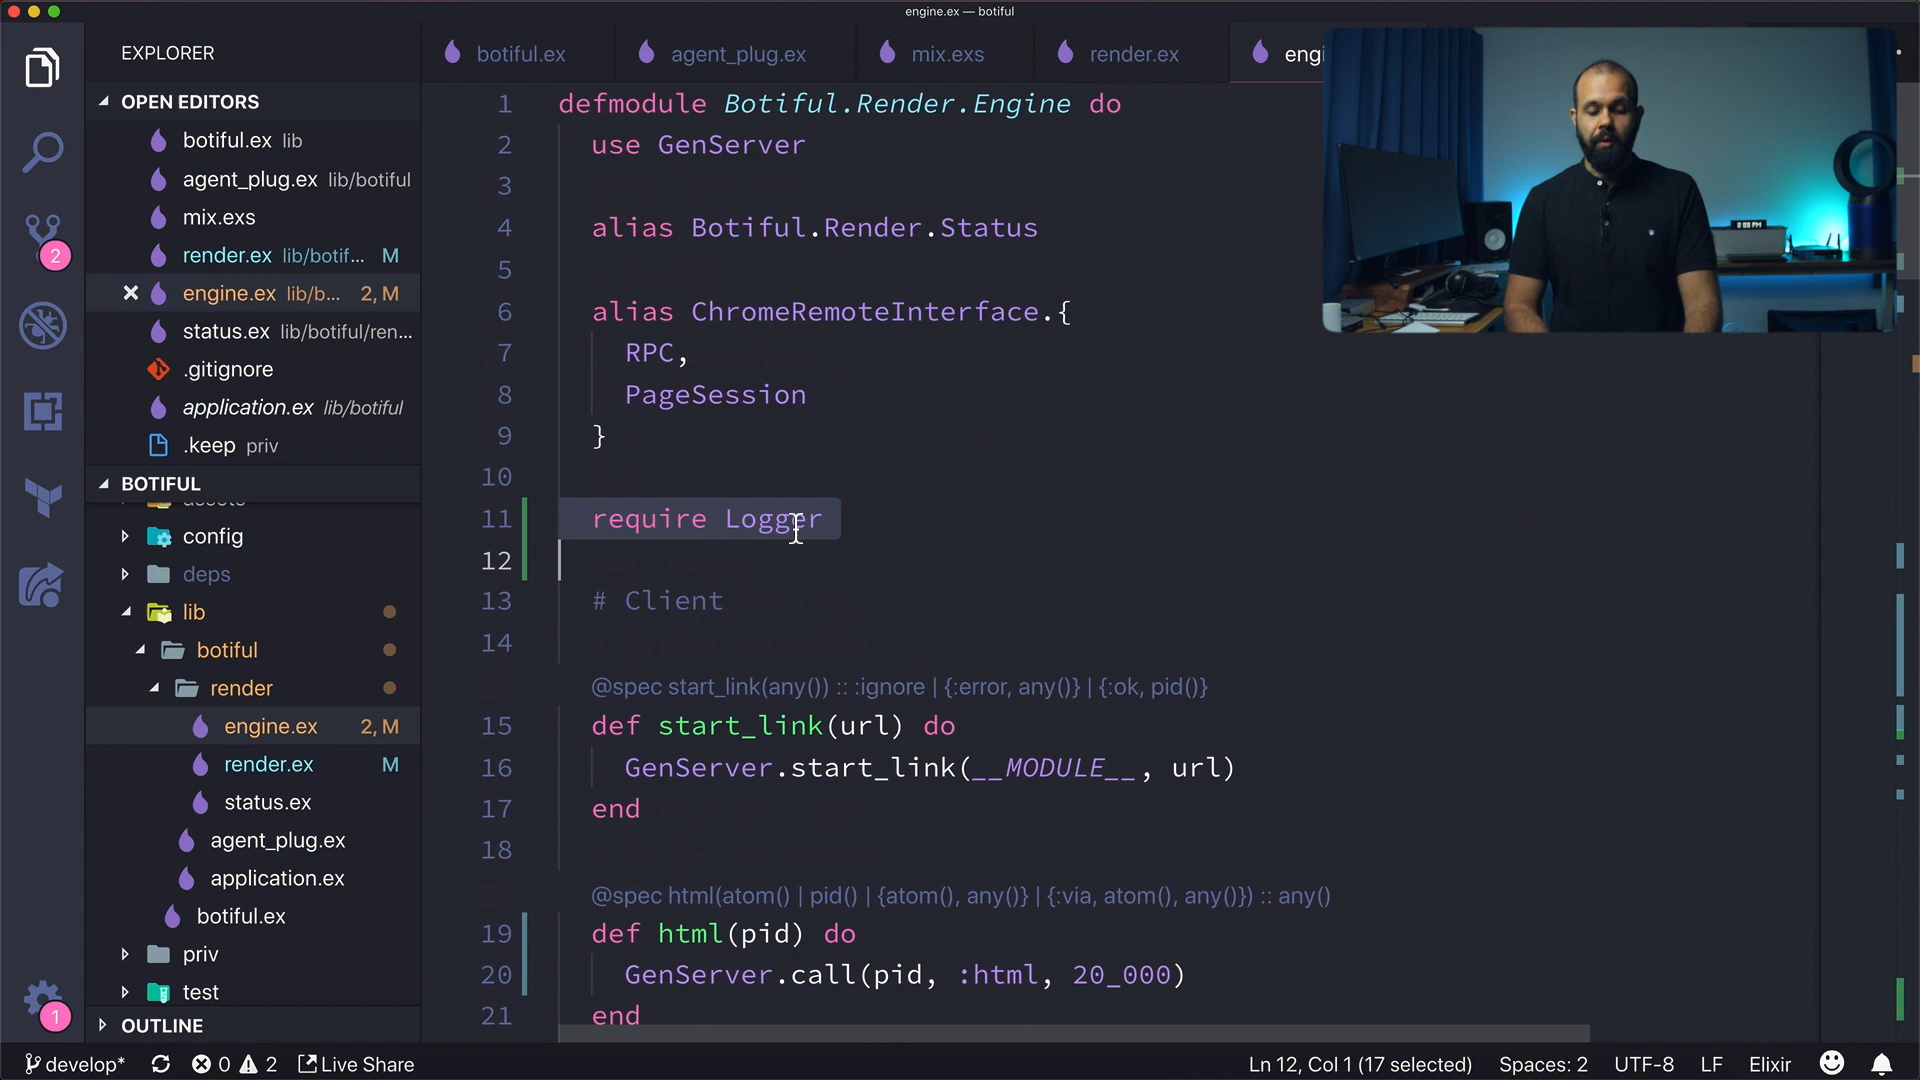 engine.ex — botiful
EXPLORER
OPEN EDITORS
botiful.ex lib
agent_plug.ex lib/botiful
mix.exs
render.ex lib/botif... M
engine.ex lib/b... 2, M
status.ex lib/botiful/ren...
.gitignore
application.ex lib/botiful
.keep priv
BOTIFUL
assets
config
deps
lib
botiful
render
engine.ex 2, M
render.ex M
status.ex
agent_plug.ex
application.ex
botiful.ex
priv
test
OUTLINE
2
1
botiful.ex
agent_plug.ex
mix.exs
render.ex
engi
1 defmodule Botiful.Render.Engine do
2 use GenServer
3
4 alias Botiful.Render.Status
5
6 alias ChromeRemoteInterface.{
7 RPC,
8 PageSession
9 }
10
11 require Logger
12
13 # Client
14
@spec start_link(any()) :: :ignore | {:error, any()} | {:ok, pid()}
15 def start_link(url) do
16 GenServer.start_link(__MODULE__, url)
17 end
18
@spec html(atom() | pid() | {atom(), any()} | {:via, atom(), any()}) :: any()
19 def html(pid) do
20 GenServer.call(pid, :html, 20_000)
21 end
2:03 PM
develop* 0 2 Live Share
Ln 12, Col 1 (17 selected) Spaces: 2 UTF-8 LF Elixir